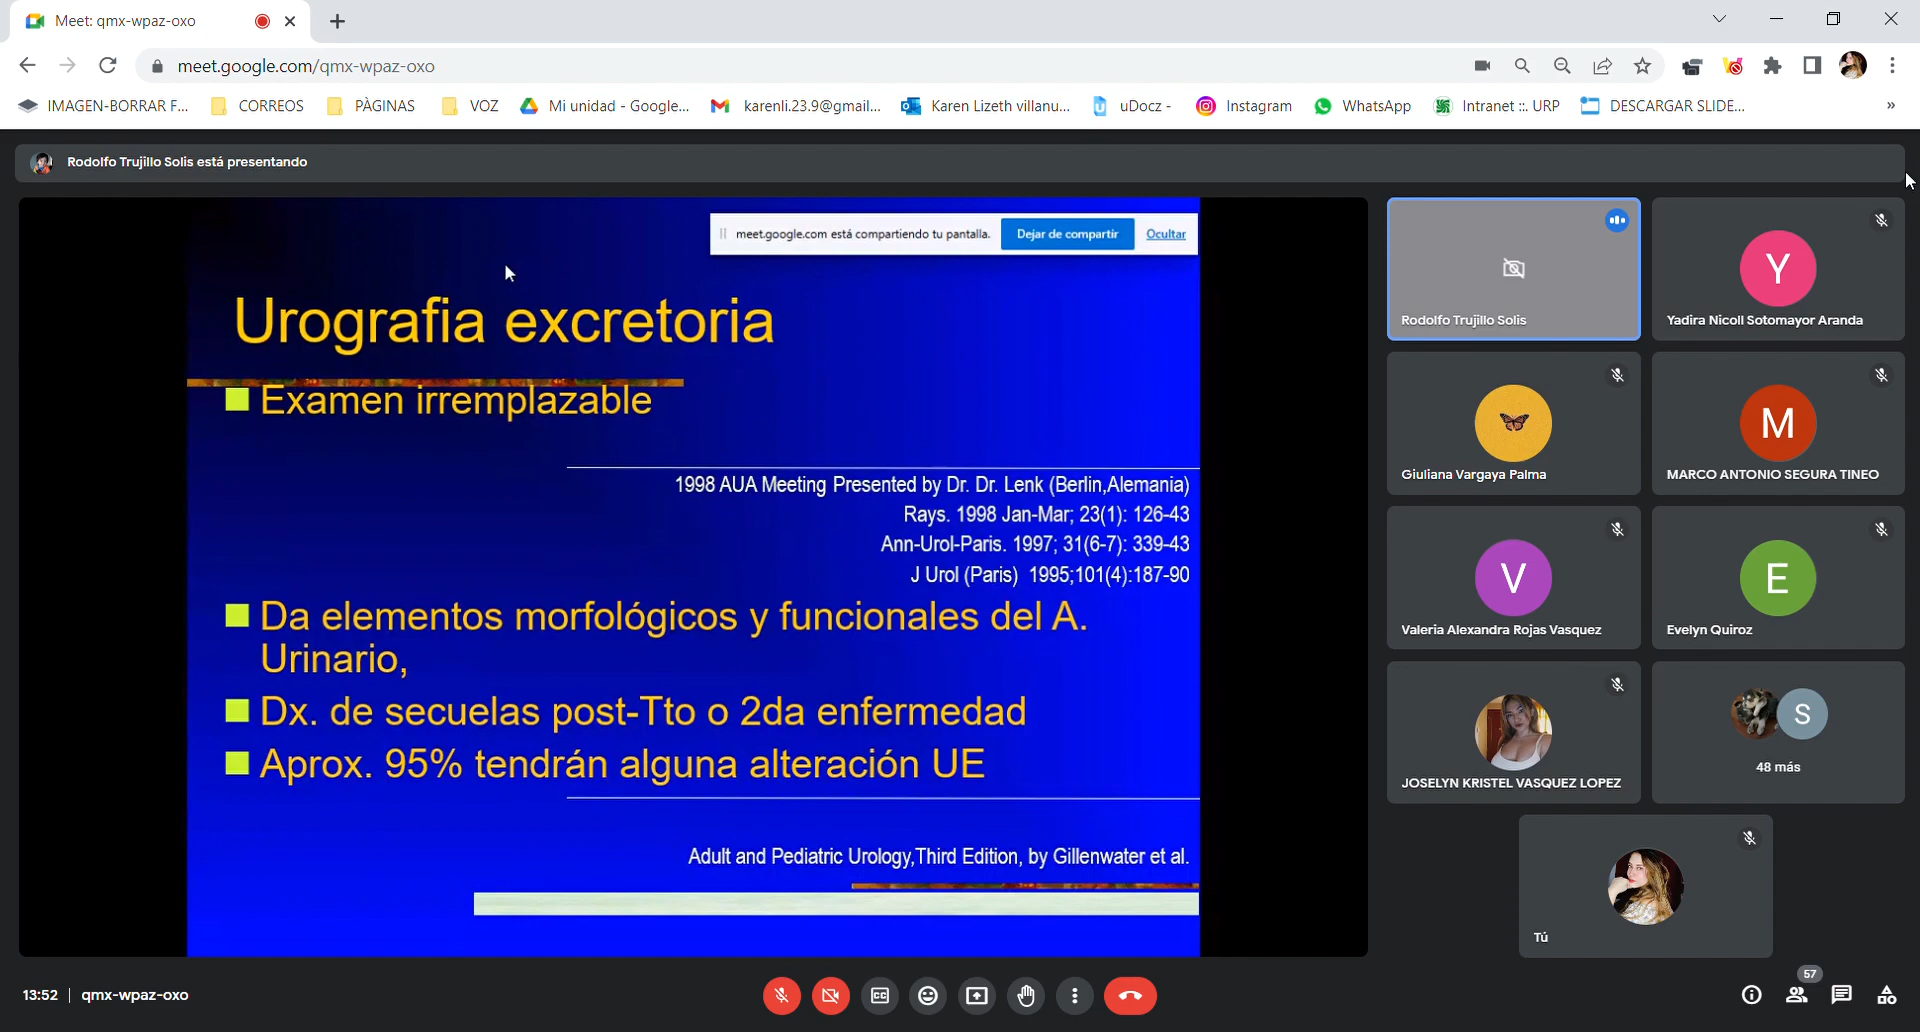 Meet: qmx-wpaz-oxo
meet.google.com/qmx-wpaz-oxo
IMAGEN-BORRAR F...
CORREOS
PÀGINAS
VOZ
Mi unidad - Google...
karenli.23.9@gmail...
Karen Lizeth villanu...
uDocz -
Instagram
WhatsApp
Intranet ::. URP
DESCARGAR SLIDE...
»
Rodolfo Trujillo Solis está presentando
meet.google.com está compartiendo tu pantalla.
Dejar de compartir
Ocultar
Urografia excretoria
Examen irremplazable
1998 AUA Meeting Presented by Dr. Dr. Lenk (Berlin,Alemania)
Rays. 1998 Jan-Mar; 23(1): 126-43
Ann-Urol-Paris. 1997; 31(6-7): 339-43
J Urol (Paris) 1995;101(4):187-90
Da elementos morfológicos y funcionales del A.
Urinario,
Dx. de secuelas post-Tto o 2da enfermedad
Aprox. 95% tendrán alguna alteración UE
Adult and Pediatric Urology,Third Edition, by Gillenwater et al.
Rodolfo Trujillo Solis
Y
Yadira Nicoll Sotomayor Aranda
Giuliana Vargaya Palma
M
MARCO ANTONIO SEGURA TINEO
V
Valeria Alexandra Rojas Vasquez
E
Evelyn Quiroz
JOSELYN KRISTEL VASQUEZ LOPEZ
S
48 más
Tú
13:52 | qmx-wpaz-oxo
CC
57